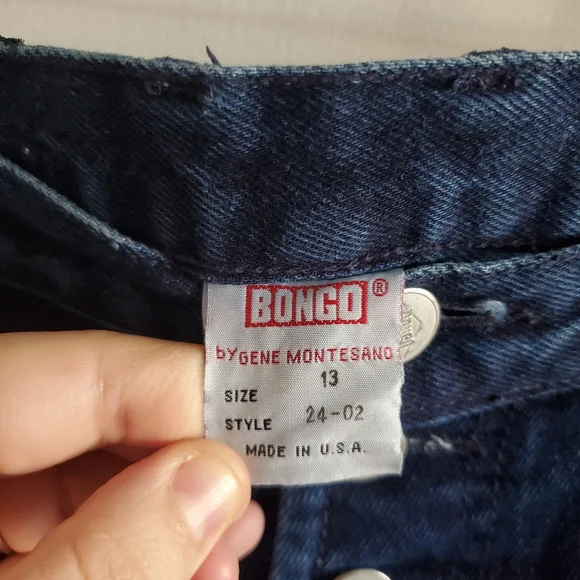 BONGO®
by GENE MONTESANO
SIZE 13
STYLE 24-02
MADE IN U.S.A.